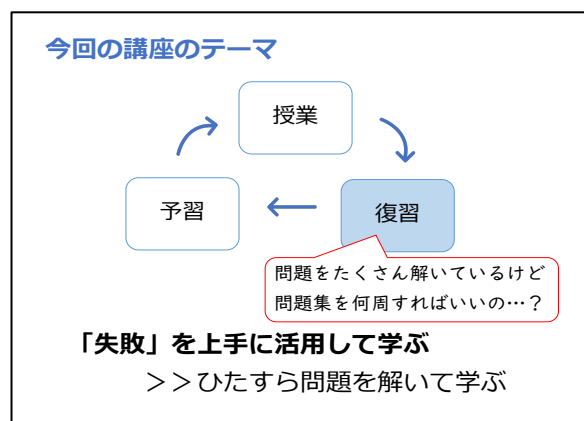 今回の講座のテーマ
授業
予習
復習
問題をたくさん解いているけど
問題集を何周すればいいの…？
「失敗」を上手に活用して学ぶ
＞＞ひたすら問題を解いて学ぶ